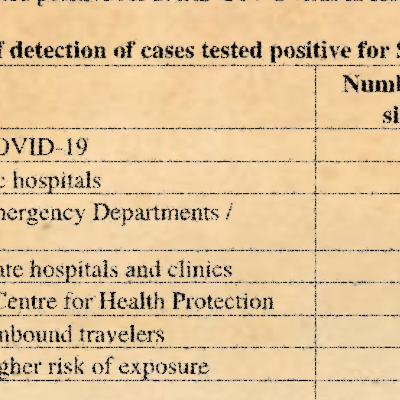 f detection of cases tested positive for S
Numb
si
OVID-19
c hospitals
nergency Departments /
ate hospitals and clinics
Centre for Health Protection
nbound travelers
gher risk of exposure